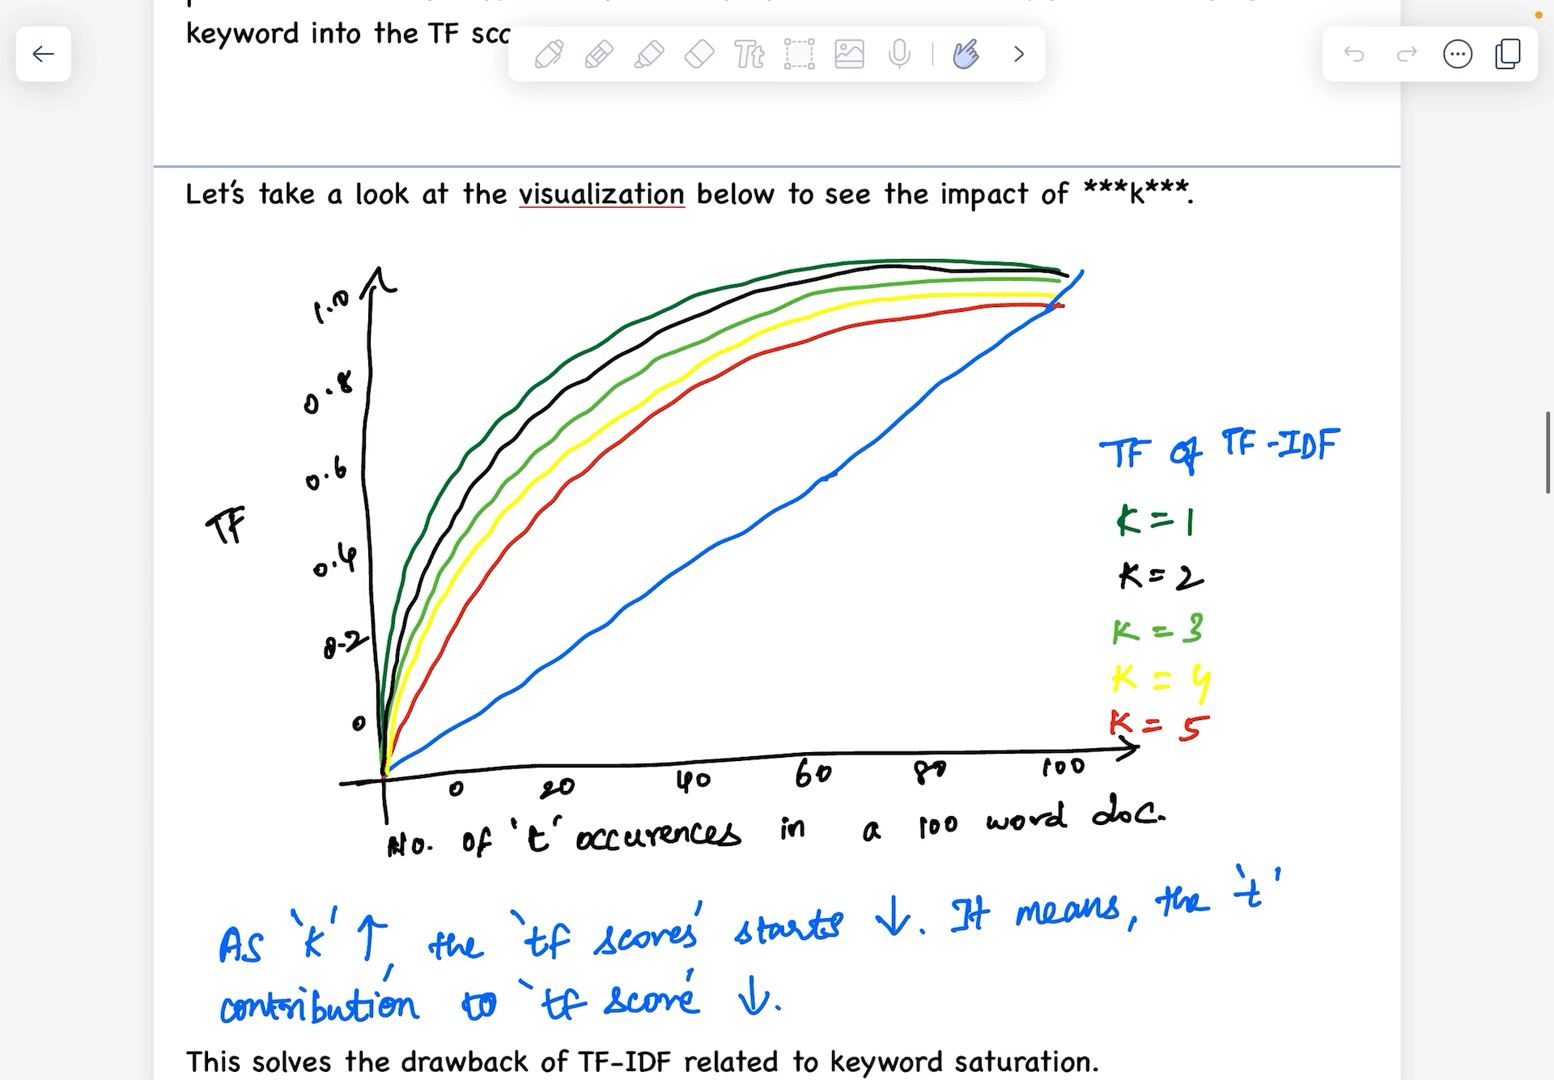 keyword into the TF sco
Tt
Let's take a look at the visualization below to see the impact of ***k***.
1.0
0.8
0.6
TF
0.4
0.2
0
0 20 40 60 80 100
No. of 't' occurences in a 100 word doc.
TF of TF-IDF
K = 1
K = 2
K = 3
K = 4
K = 5
As 'k' ↑, the 'tf scores' starts ↓. It means, the 't'
contribution to 'tf score' ↓.
This solves the drawback of TF-IDF related to keyword saturation.